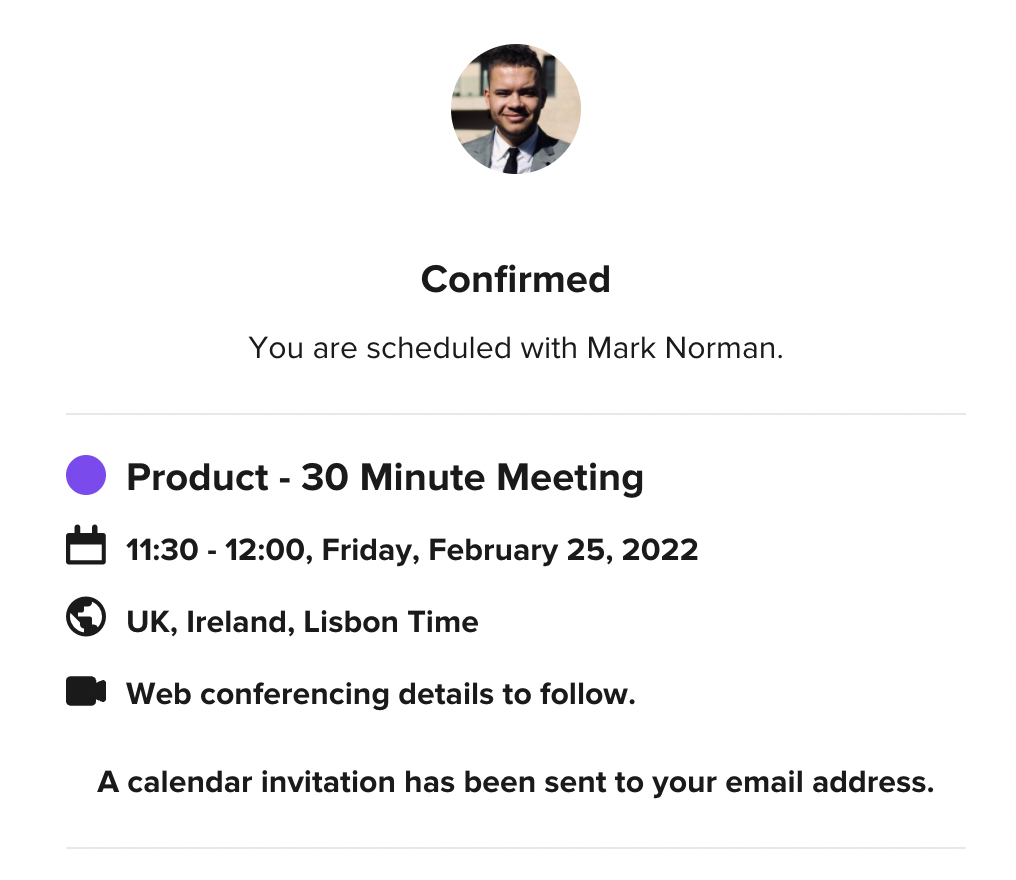 Confirmed
You are scheduled with Mark Norman.
Product - 30 Minute Meeting
11:30 - 12:00, Friday, February 25, 2022
UK, Ireland, Lisbon Time
Web conferencing details to follow.
A calendar invitation has been sent to your email address.